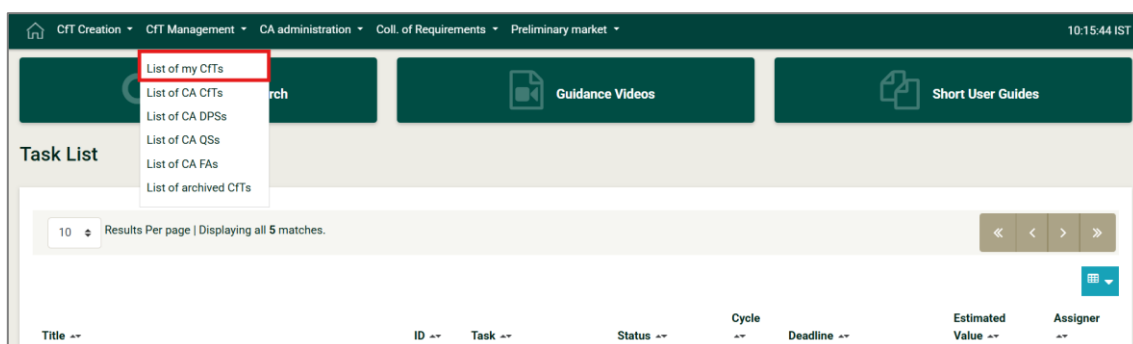 CfT Creation CfT Management CA administration Coll. of Requirements Preliminary market 10:15:44 IST
List of my CfTs
List of CA CfTs
List of CA DPSs
List of CA QSs
List of CA FAs
List of archived CfTs
rch
Guidance Videos
Short User Guides
Task List
10 Results Per page | Displaying all 5 matches.
« < > »
Title ID Task Status Cycle Deadline Estimated Value Assigner